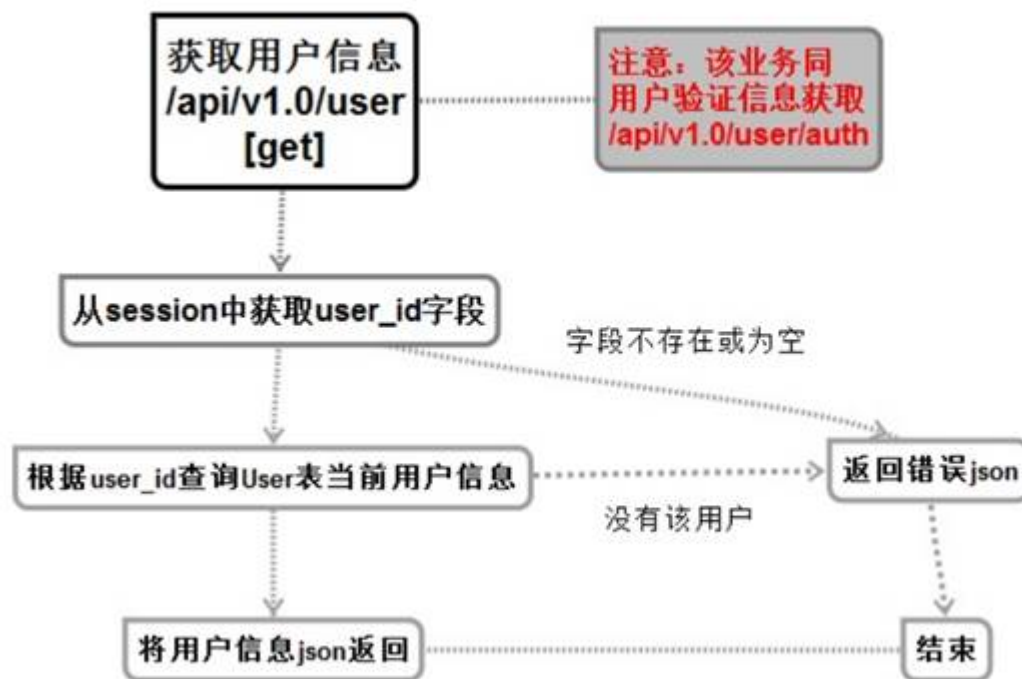 获取用户信息
/api/v1.0/user
[get]
注意：该业务同
用户验证信息获取
/api/v1.0/user/auth
从session中获取user_id字段
字段不存在或为空
根据user_id查询User表当前用户信息
返回错误json
没有该用户
将用户信息json返回
结束